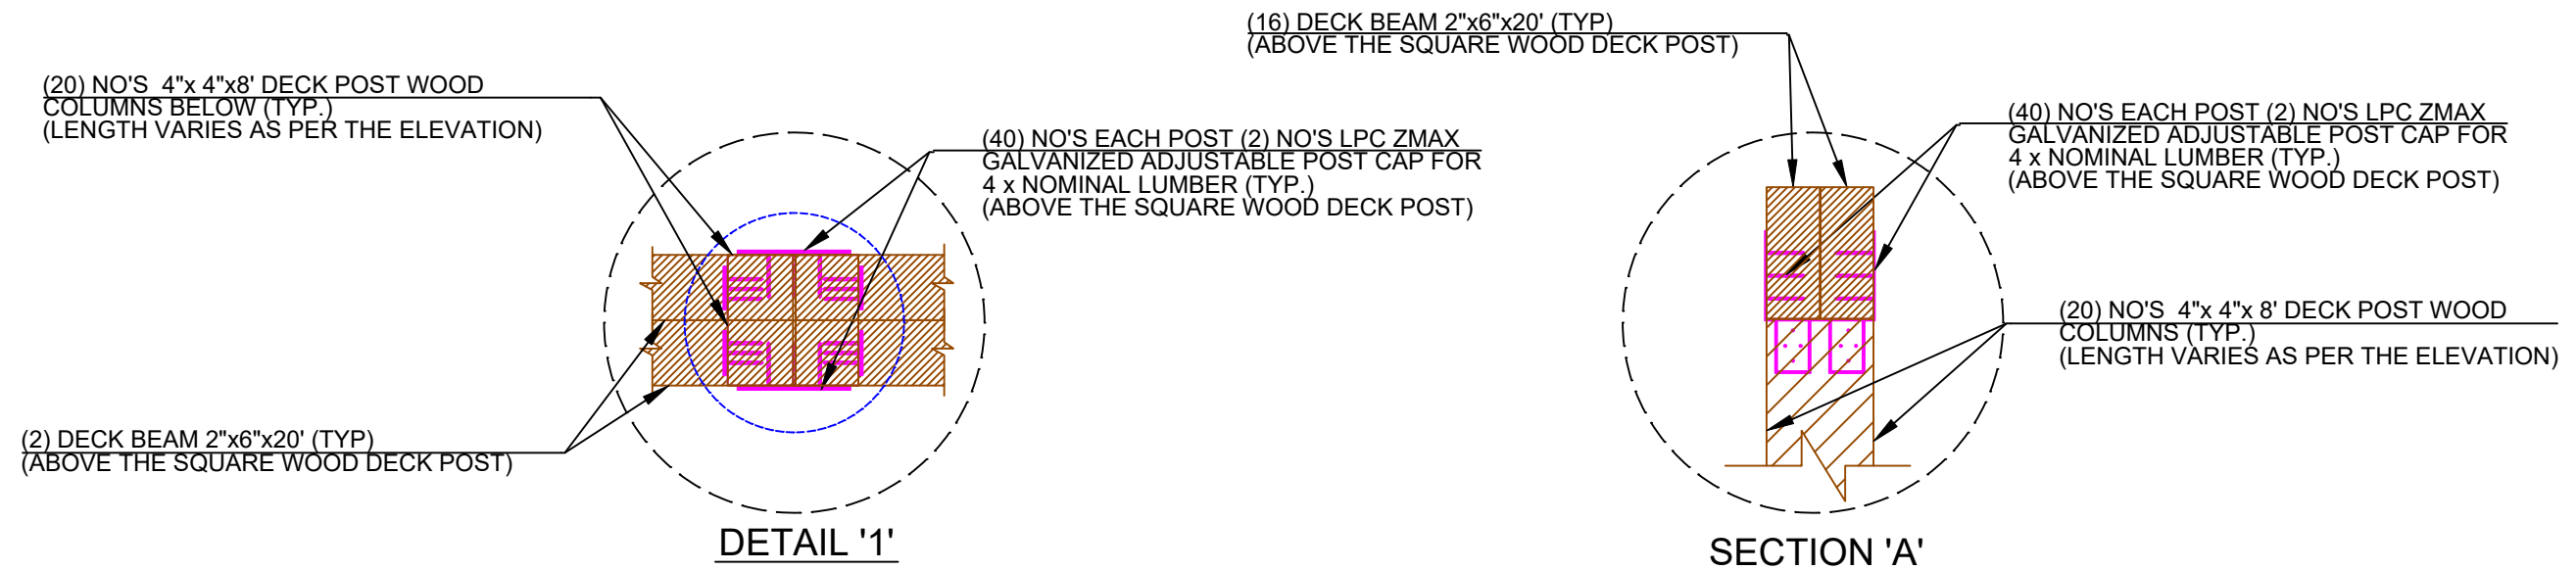 (20) NO'S  4"x 4"x8' DECK POST WOOD
COLUMNS BELOW (TYP.)
(LENGTH VARIES AS PER THE ELEVATION)
(40) NO'S EACH POST (2) NO'S LPC ZMAX
GALVANIZED ADJUSTABLE POST CAP FOR
4 x NOMINAL LUMBER (TYP.)
(ABOVE THE SQUARE WOOD DECK POST)
(2) DECK BEAM 2"x6"x20' (TYP)
(ABOVE THE SQUARE WOOD DECK POST)
DETAIL '1'
(16) DECK BEAM 2"x6"x20' (TYP)
(ABOVE THE SQUARE WOOD DECK POST)
(40) NO'S EACH POST (2) NO'S LPC ZMAX
GALVANIZED ADJUSTABLE POST CAP FOR
4 x NOMINAL LUMBER (TYP.)
(ABOVE THE SQUARE WOOD DECK POST)
(20) NO'S  4"x 4"x 8' DECK POST WOOD
COLUMNS (TYP.)
(LENGTH VARIES AS PER THE ELEVATION)
SECTION 'A'